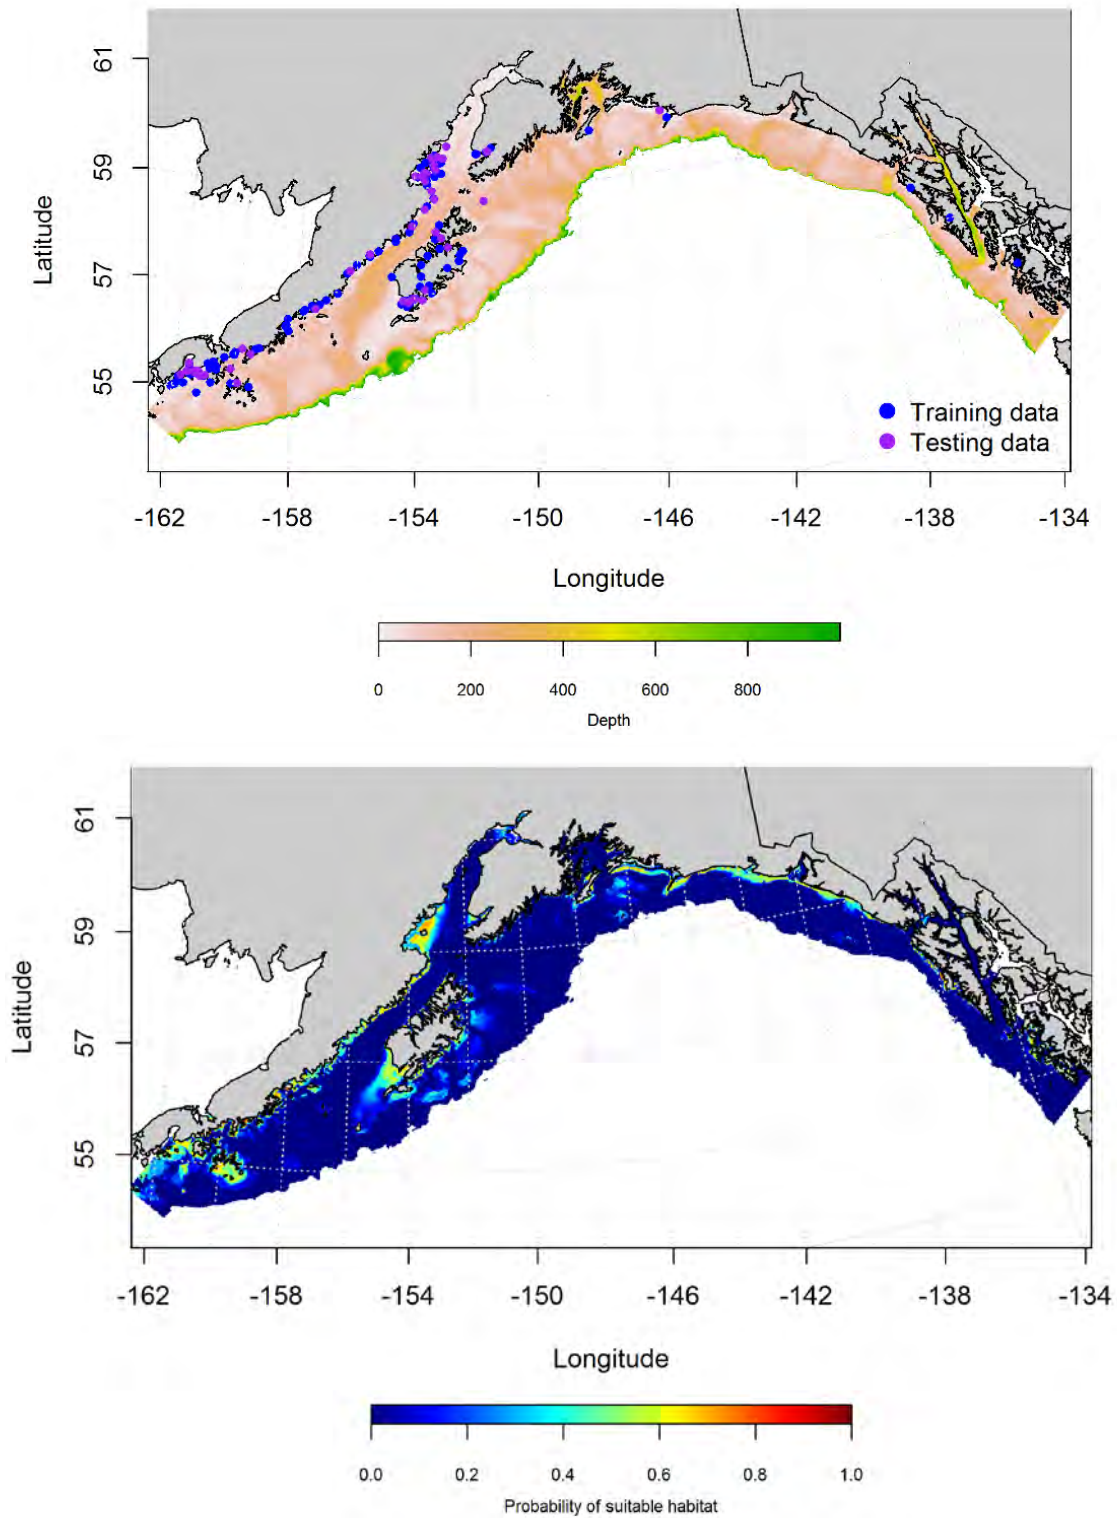 61
59
57
55
Latitude
Training data
Testing data
-162 -158 -154 -150 -146 -142 -138 -134
Longitude
0 200 400 600 800
Depth
61
59
57
55
Latitude
-162 -158 -154 -150 -146 -142 -138 -134
Longitude
0.0 0.2 0.4 0.6 0.8 1.0
Probability of suitable habitat